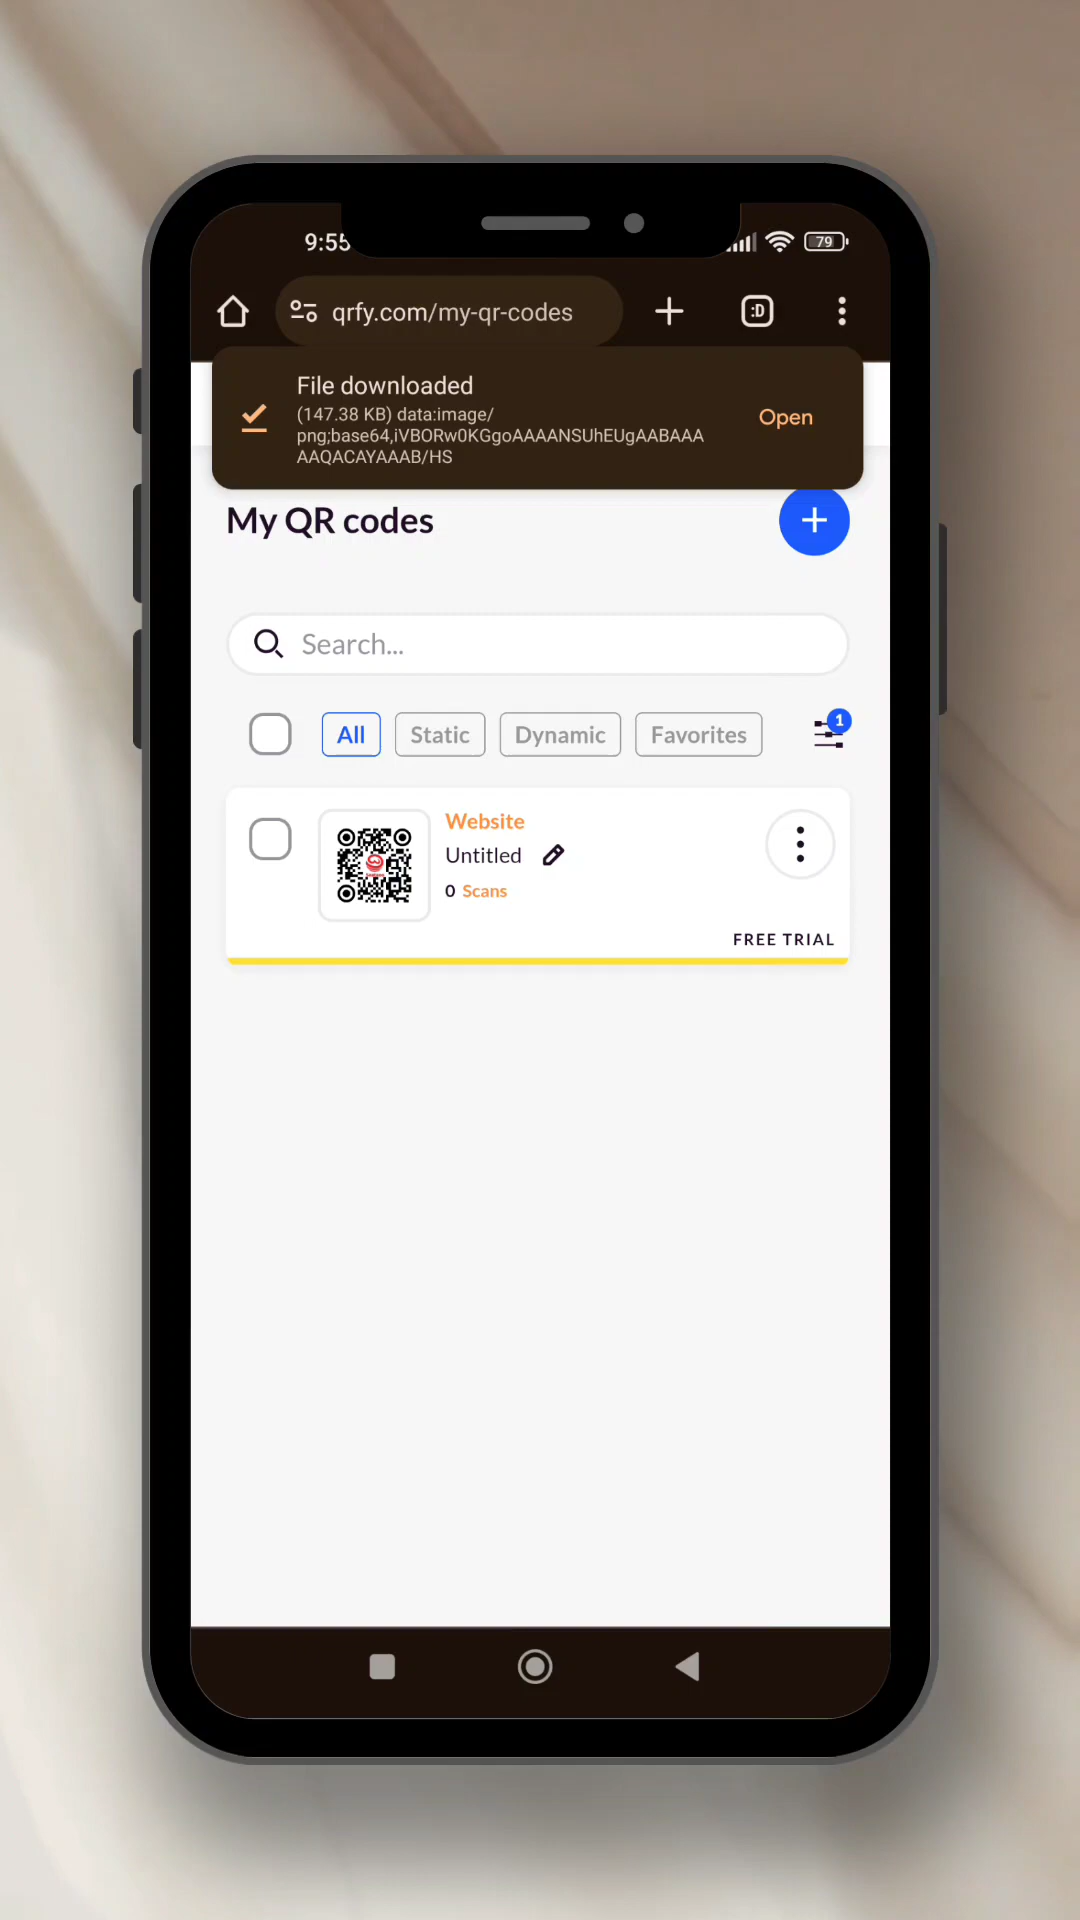 9:55
79
qrfy.com/my-qr-codes
:D
File downloaded
(147.38 KB) data:image/
png;base64,iVBORw0KGgoAAAANSUhEUgAABAAA
AAQACAYAAAB/HS
Open
My QR codes
Search...
All
Static
Dynamic
Favorites
1
Website
Untitled
0 Scans
FREE TRIAL